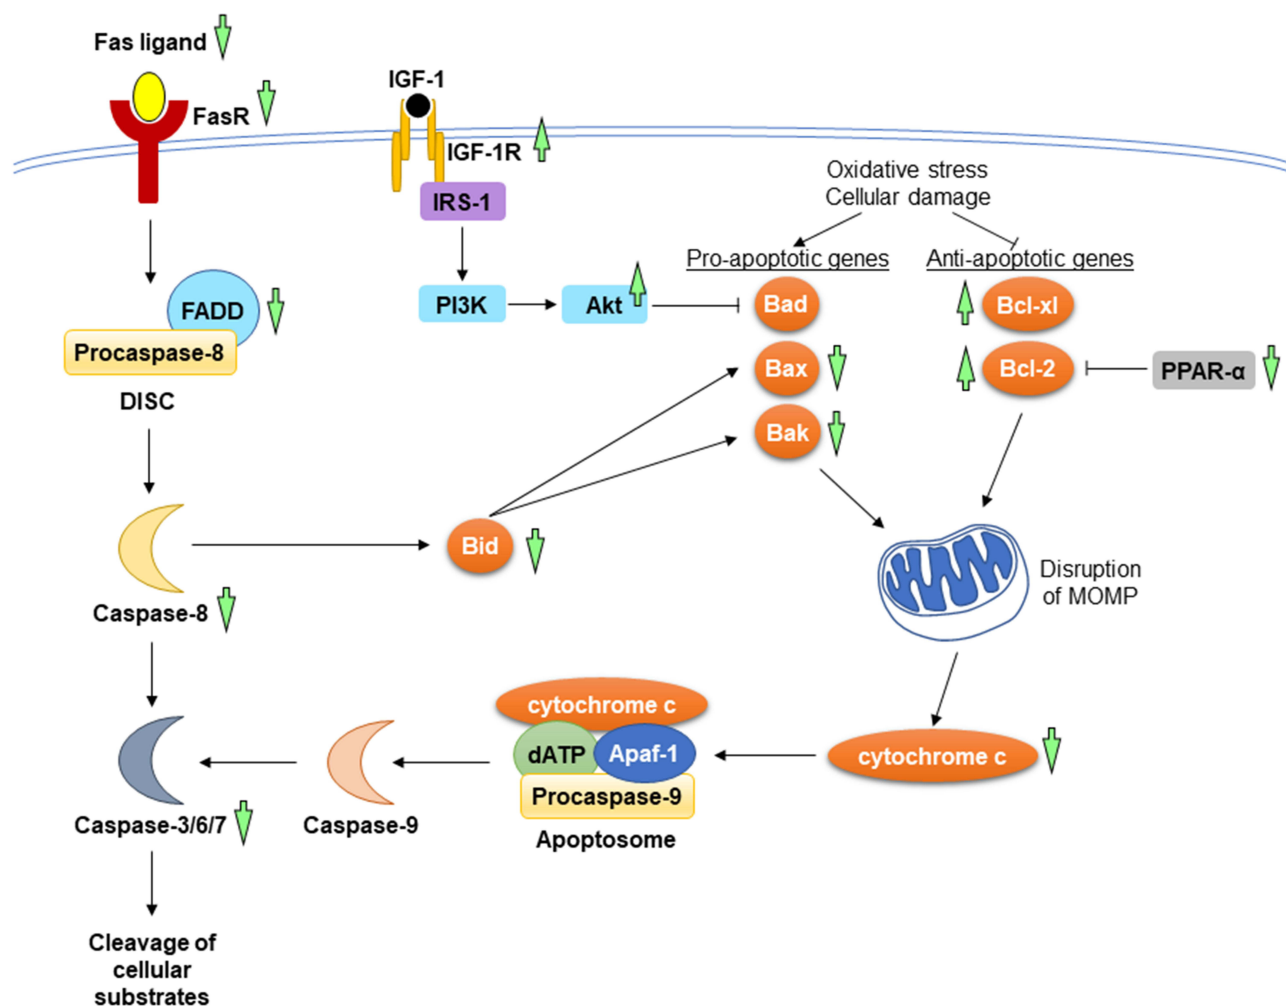 Fas ligand
FasR
IGF-1
IGF-1R
IRS-1
Oxidative stress
Cellular damage
Pro-apoptotic genes
Anti-apoptotic genes
FADD
Procaspase-8
DISC
PI3K
Akt
Bad
Bcl-xl
Bax
Bcl-2
PPAR-α
Bak
Bid
Caspase-8
Disruption
of MOMP
cytochrome c
dATP
Apaf-1
Procaspase-9
Apoptosome
cytochrome c
Caspase-9
Caspase-3/6/7
Cleavage of
cellular
substrates